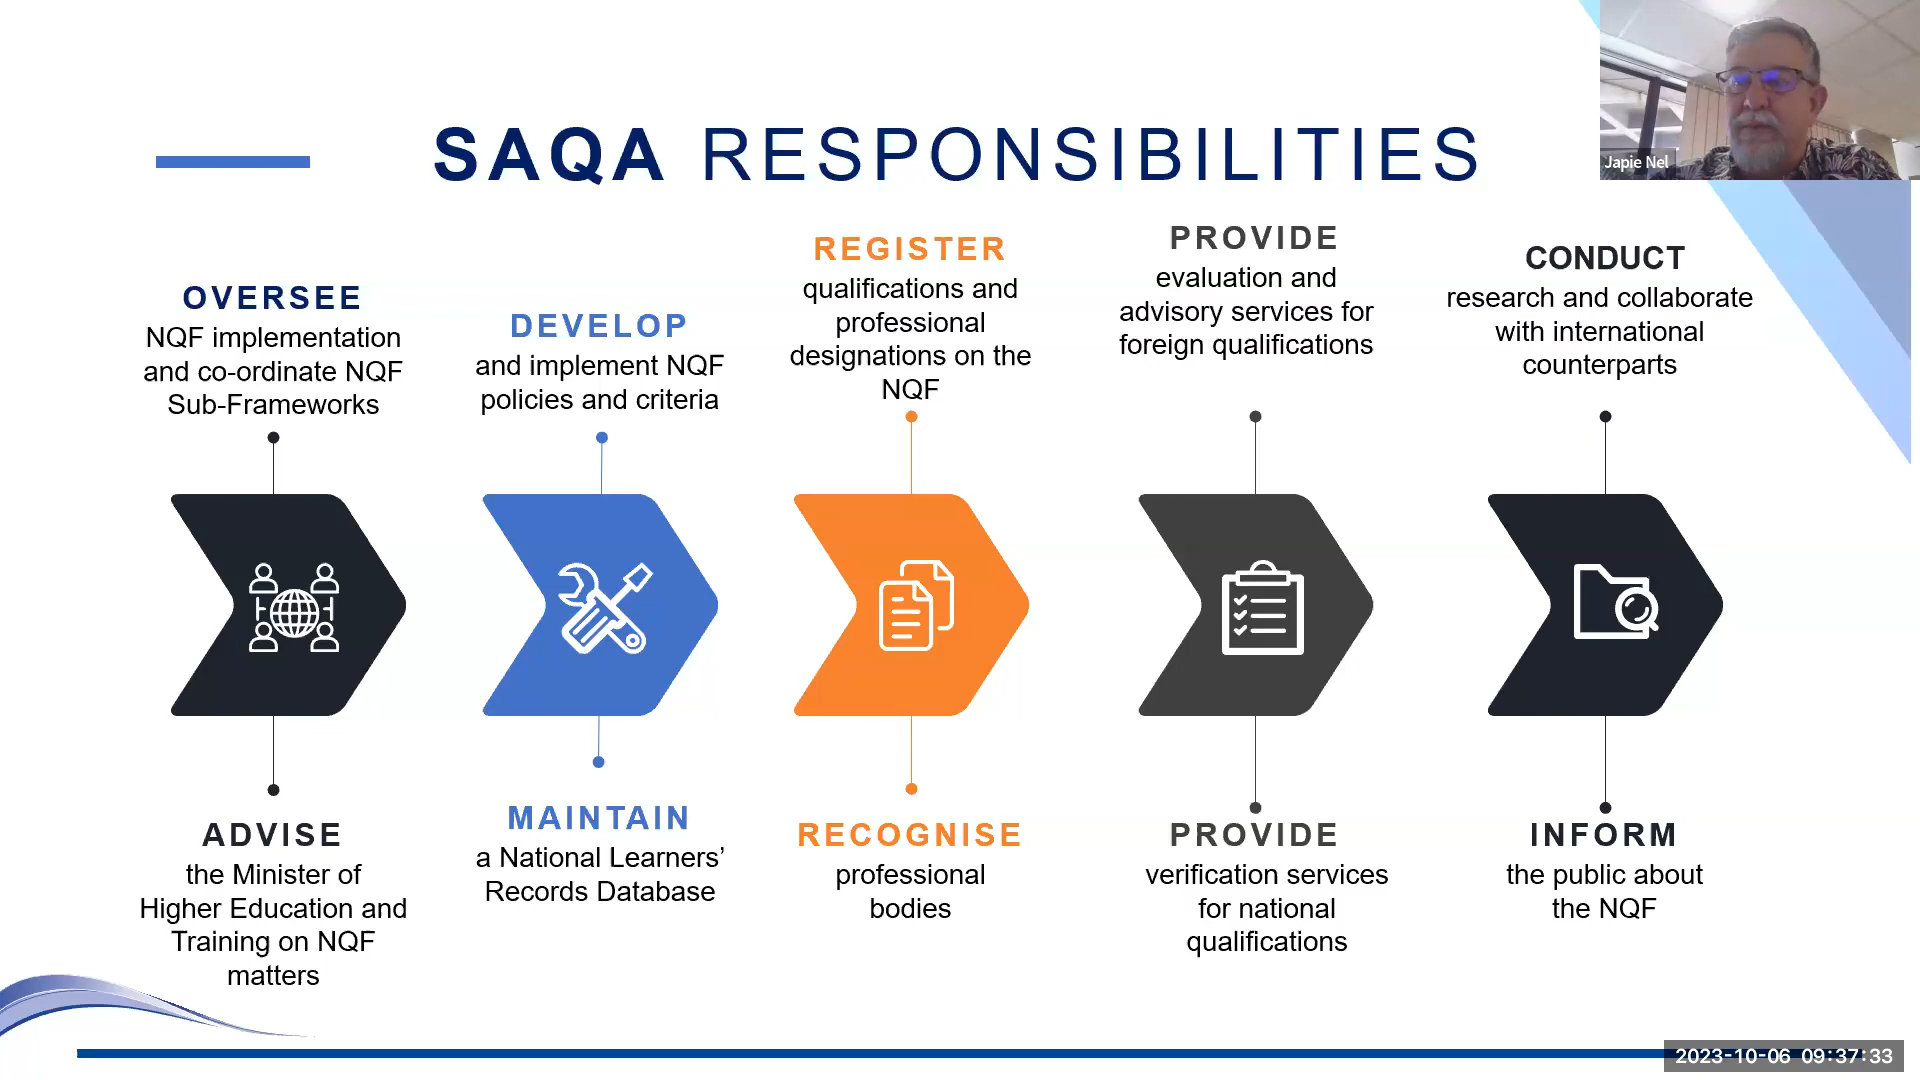 SAQA RESPONSIBILITIES
Japie Nel
OVERSEE
NQF implementation
and co-ordinate NQF
Sub-Frameworks
DEVELOP
and implement NQF
policies and criteria
REGISTER
qualifications and
professional
designations on the
NQF
PROVIDE
evaluation and
advisory services for
foreign qualifications
CONDUCT
research and collaborate
with international
counterparts
ADVISE
the Minister of
Higher Education and
Training on NQF
matters
MAINTAIN
a National Learners’
Records Database
RECOGNISE
professional
bodies
PROVIDE
verification services
for national
qualifications
INFORM
the public about
the NQF
2023-10-06 09:37:33